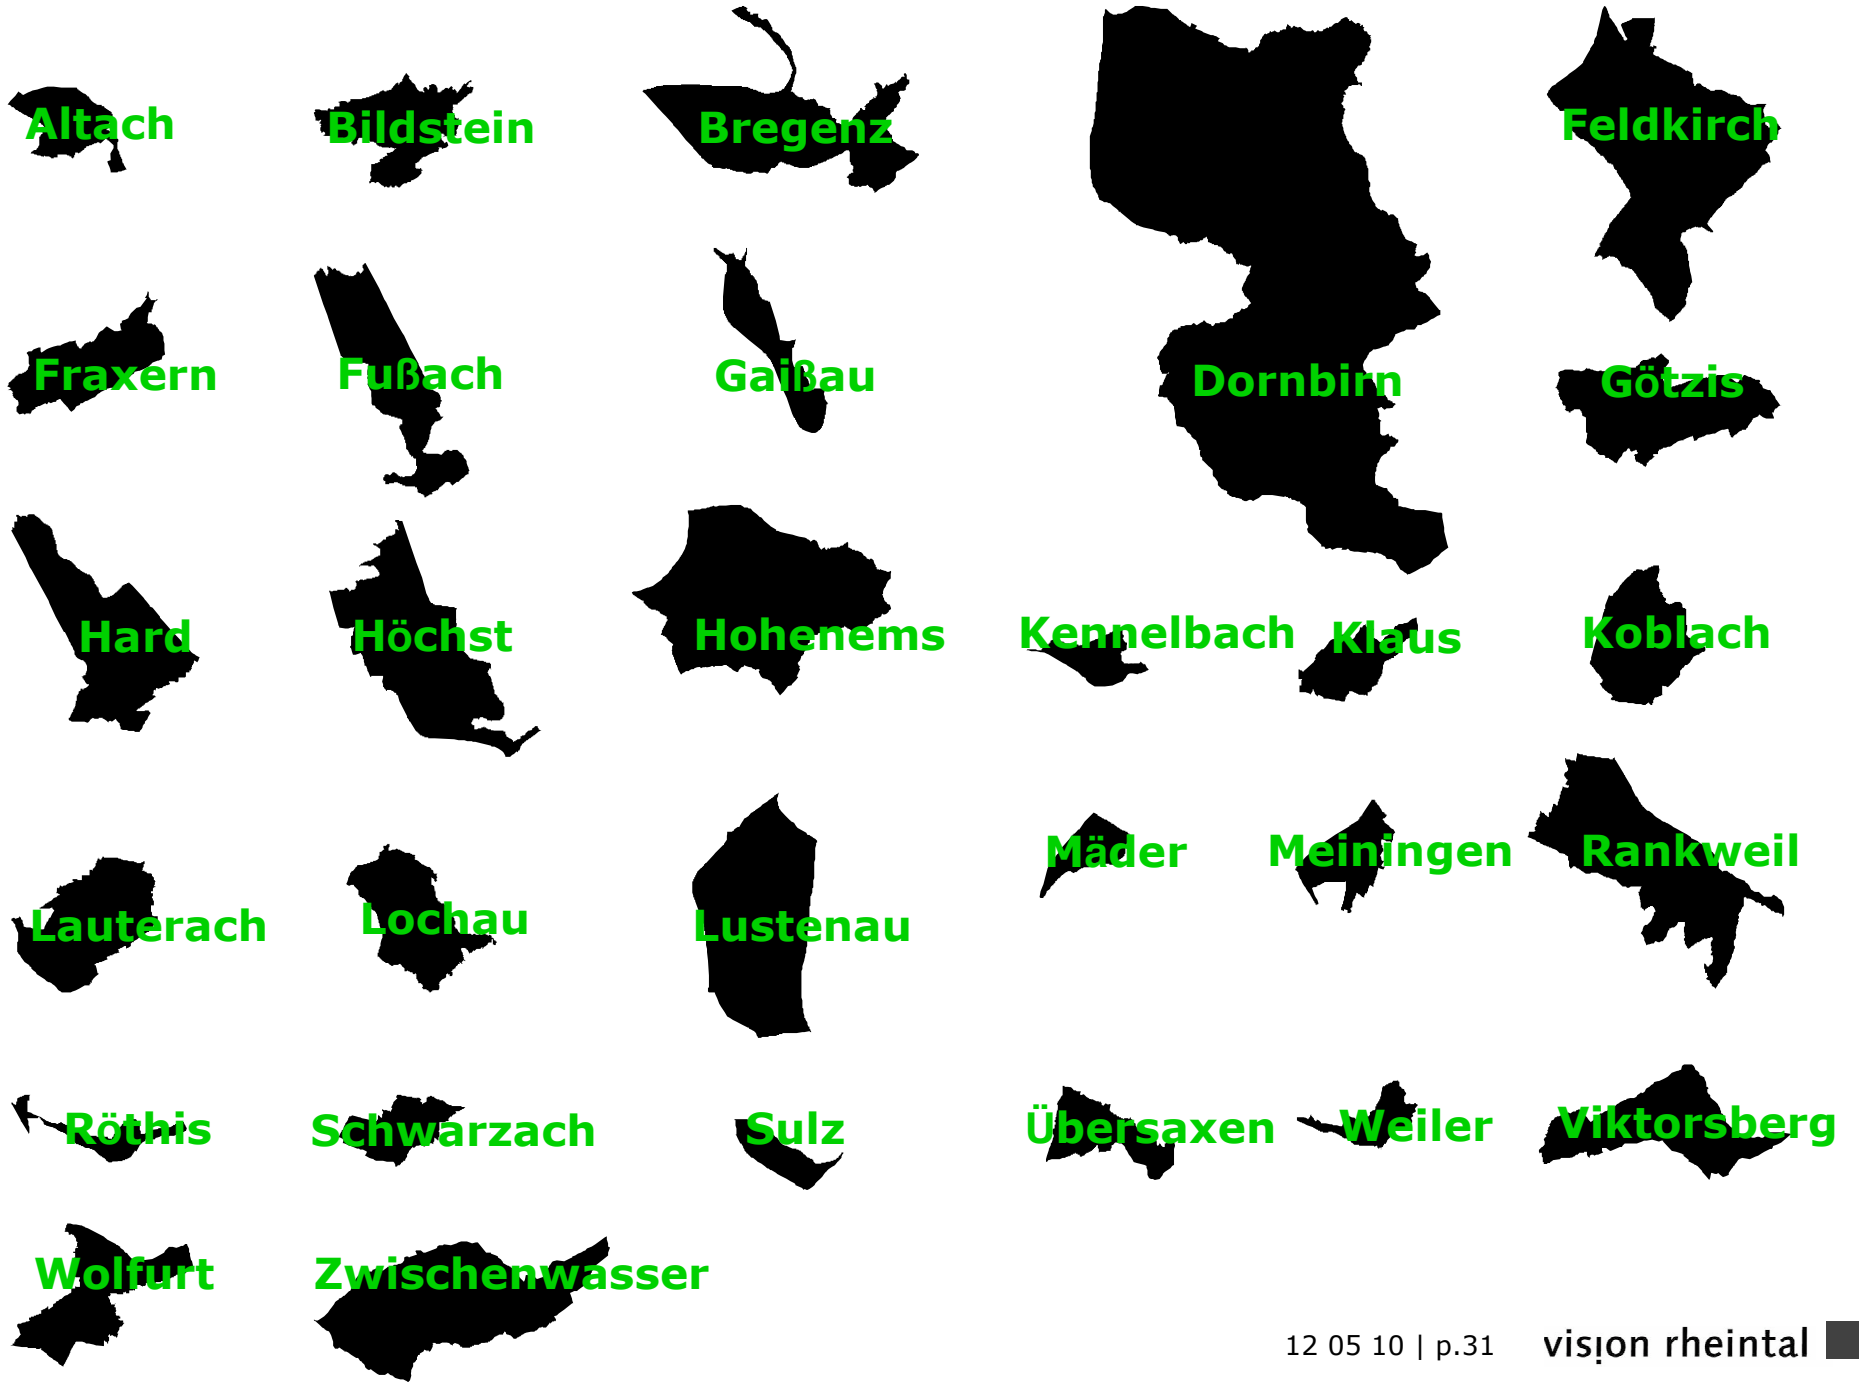 Altach
Bildstein
Bregenz
Feldkirch
Fraxern
Fußach
Gaißau
Dornbirn
Götzis
Hard
Höchst
Hohenems
Kennelbach
Klaus
Koblach
Lauterach
Lochau
Lustenau
Mäder
Meiningen
Rankweil
Röthis
Schwarzach
Sulz
Übersaxen
Weiler
Viktorsberg
Wolfurt
Zwischenwasser
12 05 10 | p.31
vision rheintal